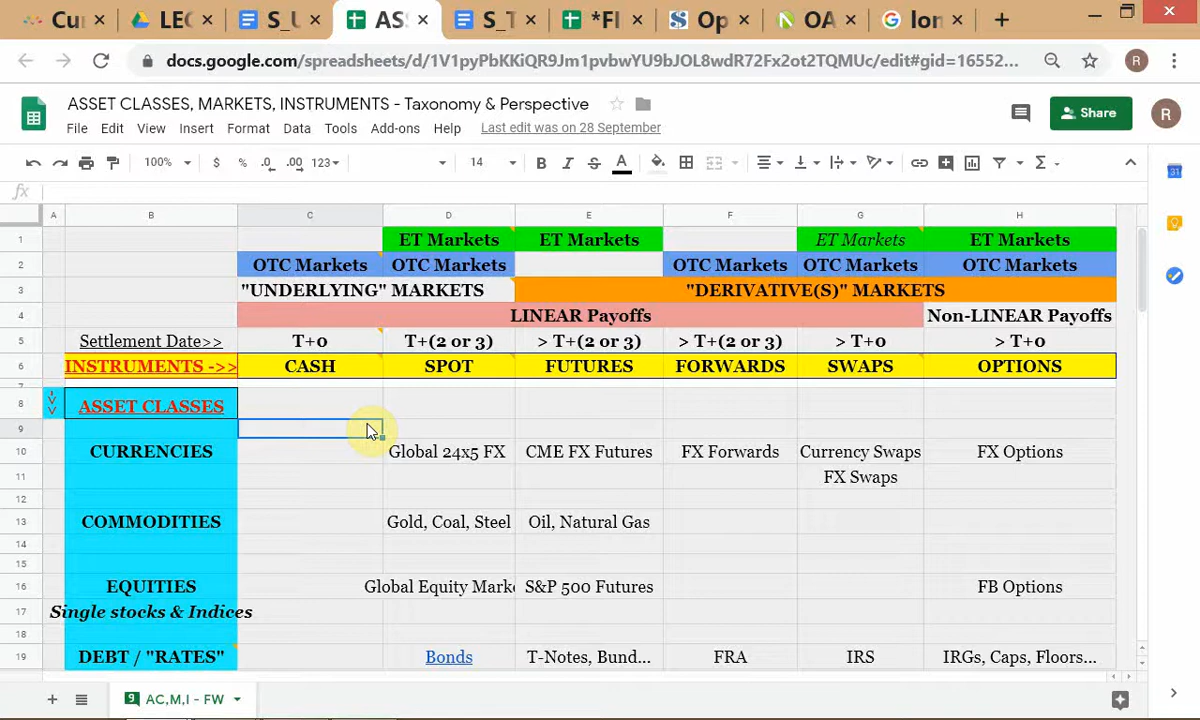 Cu × LE × S_U × AS × S_T × *FI × Op × OA × lon × +
docs.google.com/spreadsheets/d/1V1pyPbKKiQR9Jm1pvbwYU9bJOL8wdR72Fx2ot2TQMUc/edit#gid=16552... R
ASSET CLASSES, MARKETS, INSTRUMENTS - Taxonomy & Perspective
Share R
File Edit View Insert Format Data Tools Add-ons Help Last edit was on 28 September
100% $ % .0 .00 123 14 B I S A Σ
31
fx
A B C D E F G H
1 ET Markets ET Markets ET Markets ET Markets
2 OTC Markets OTC Markets OTC Markets OTC Markets OTC Markets
3 "UNDERLYING" MARKETS "DERIVATIVE(S)" MARKETS
4 LINEAR Payoffs Non-LINEAR Payoffs
5 Settlement Date>> T+0 T+(2 or 3) > T+(2 or 3) > T+(2 or 3) > T+0 > T+0
6 INSTRUMENTS ->> CASH SPOT FUTURES FORWARDS SWAPS OPTIONS
8 ASSET CLASSES
9
10 CURRENCIES Global 24x5 FX CME FX Futures FX Forwards Currency Swaps FX Options
11 FX Swaps
12
13 COMMODITIES Gold, Coal, Steel Oil, Natural Gas
14
15
16 EQUITIES Global Equity Marke S&P 500 Futures FB Options
17 Single stocks & Indices
18
19 DEBT / "RATES" Bonds T-Notes, Bund... FRA IRS IRGs, Caps, Floors...
+ 9 AC,M,I - FW